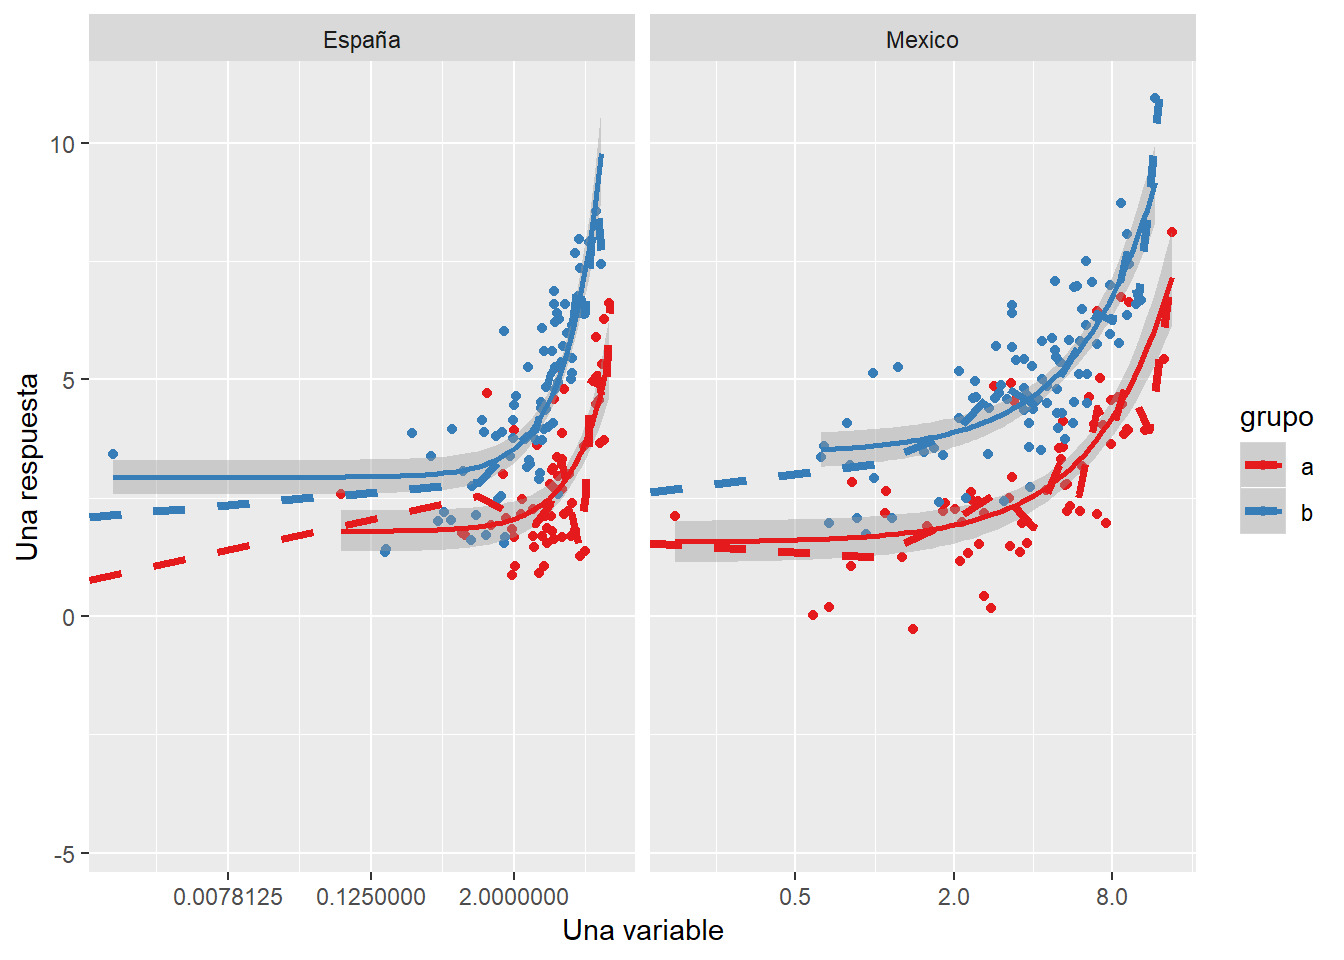 España
Mexico
10
5
0
-5
0.0078125
0.1250000
2.0000000
0.5
2.0
8.0
Una variable
Una respuesta
grupo
a
b